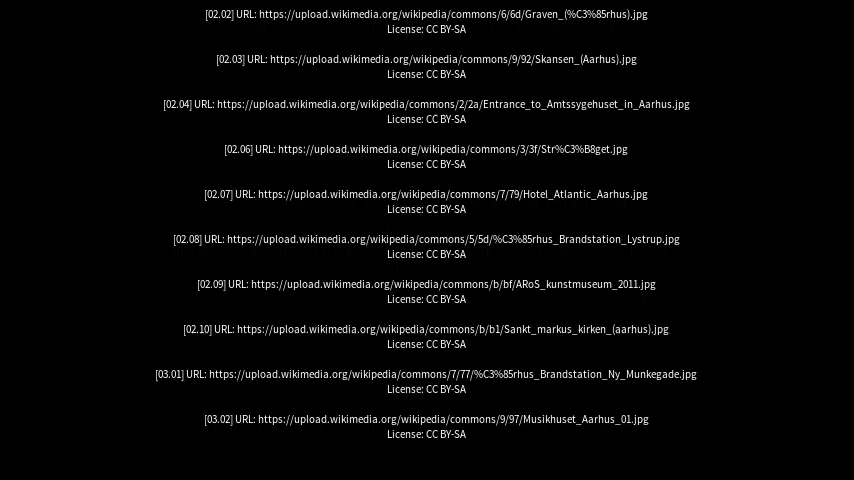 [02.02] URL: https://upload.wikimedia.org/wikipedia/commons/6/6d/Graven_(%C3%85rhus).jpg
License: CC BY-SA
[02.03] URL: https://upload.wikimedia.org/wikipedia/commons/9/92/Skansen_(Aarhus).jpg
License: CC BY-SA
[02.04] URL: https://upload.wikimedia.org/wikipedia/commons/2/2a/Entrance_to_Amtssygehuset_in_Aarhus.jpg
License: CC BY-SA
[02.06] URL: https://upload.wikimedia.org/wikipedia/commons/3/3f/Str%C3%B8get.jpg
License: CC BY-SA
[02.07] URL: https://upload.wikimedia.org/wikipedia/commons/7/79/Hotel_Atlantic_Aarhus.jpg
License: CC BY-SA
[02.08] URL: https://upload.wikimedia.org/wikipedia/commons/5/5d/%C3%85rhus_Brandstation_Lystrup.jpg
License: CC BY-SA
[02.09] URL: https://upload.wikimedia.org/wikipedia/commons/b/bf/ARoS_kunstmuseum_2011.jpg
License: CC BY-SA
[02.10] URL: https://upload.wikimedia.org/wikipedia/commons/b/b1/Sankt_markus_kirken_(aarhus).jpg
License: CC BY-SA
[03.01] URL: https://upload.wikimedia.org/wikipedia/commons/7/77/%C3%85rhus_Brandstation_Ny_Munkegade.jpg
License: CC BY-SA
[03.02] URL: https://upload.wikimedia.org/wikipedia/commons/9/97/Musikhuset_Aarhus_01.jpg
License: CC BY-SA